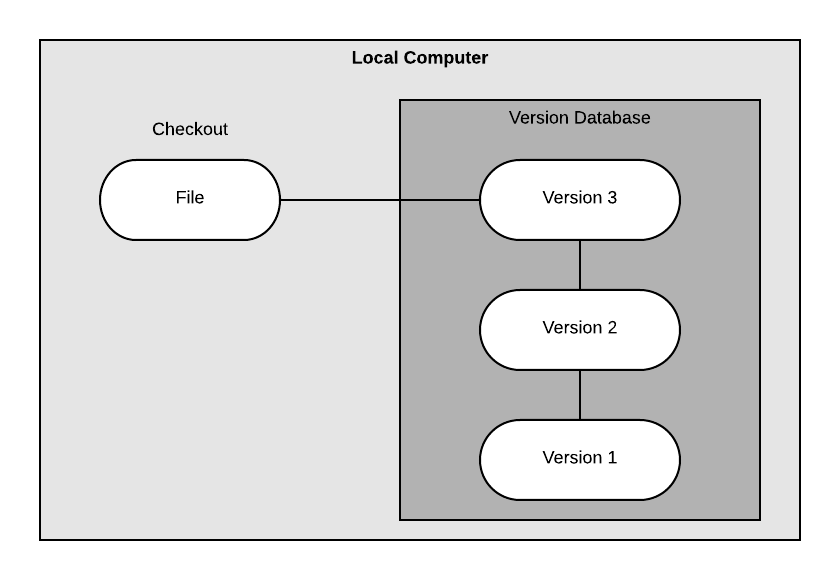 Local Computer
Checkout
Version Database
File
Version 3
Version 2
Version 1